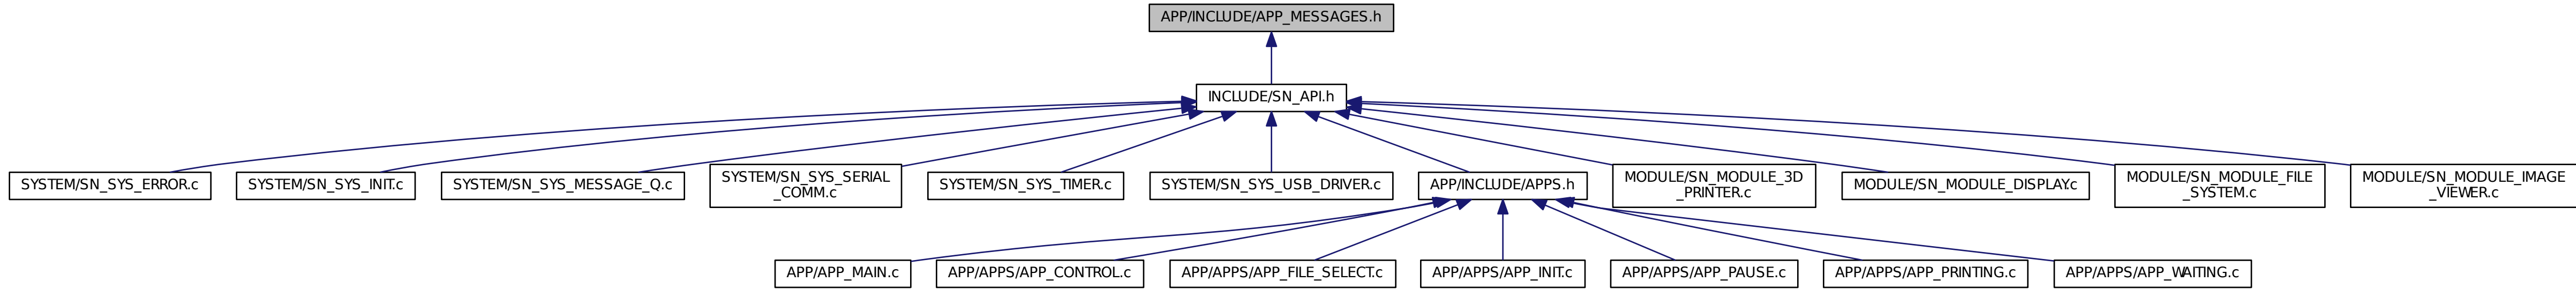 APP/INCLUDE/APP_MESSAGES.h
INCLUDE/SN_API.h
SYSTEM/SN_SYS_ERROR.c
SYSTEM/SN_SYS_INIT.c
SYSTEM/SN_SYS_MESSAGE_Q.c
SYSTEM/SN_SYS_SERIAL
_COMM.c
SYSTEM/SN_SYS_TIMER.c
SYSTEM/SN_SYS_USB_DRIVER.c
APP/INCLUDE/APPS.h
MODULE/SN_MODULE_3D
_PRINTER.c
MODULE/SN_MODULE_DISPLAY.c
MODULE/SN_MODULE_FILE
_SYSTEM.c
MODULE/SN_MODULE_IMAGE
_VIEWER.c
APP/APP_MAIN.c
APP/APPS/APP_CONTROL.c
APP/APPS/APP_FILE_SELECT.c
APP/APPS/APP_INIT.c
APP/APPS/APP_PAUSE.c
APP/APPS/APP_PRINTING.c
APP/APPS/APP_WAITING.c